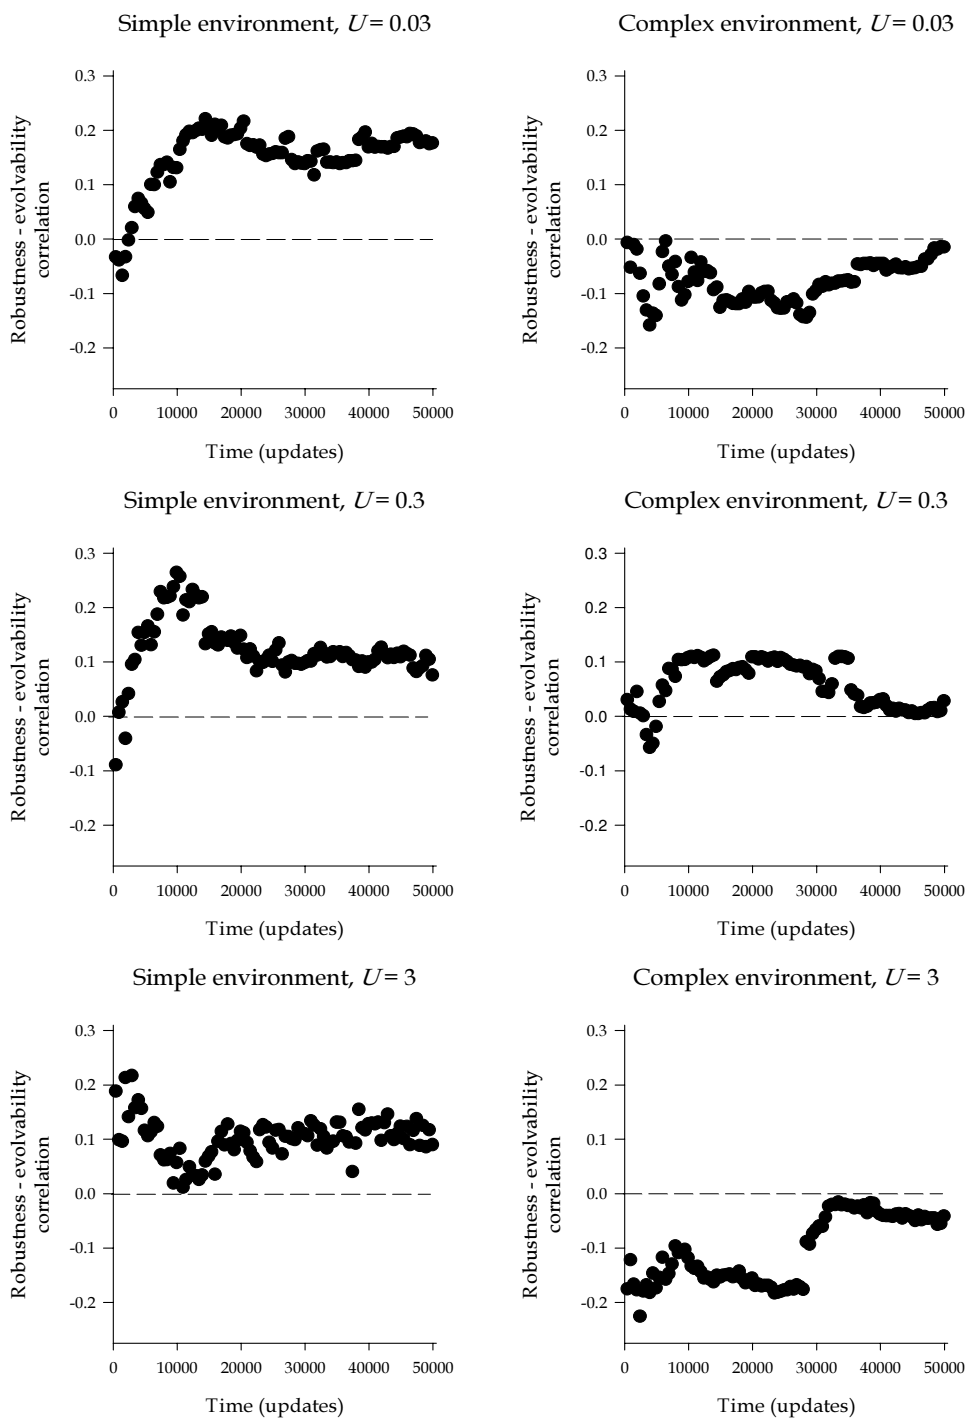 Simple environment, U = 0.03
Robustness - evolvability
correlation
0.3
0.2
0.1
0.0
-0.1
-0.2
0 10000 20000 30000 40000 50000
Time (updates)
Complex environment, U = 0.03
Robustness - evolvability
correlation
0.3
0.2
0.1
0.0
-0.1
-0.2
0 10000 20000 30000 40000 50000
Time (updates)
Simple environment, U = 0.3
Robustness - evolvability
correlation
0.3
0.2
0.1
0.0
-0.1
-0.2
0 10000 20000 30000 40000 50000
Time (updates)
Complex environment, U = 0.3
Robustness - evolvability
correlation
0.3
0.2
0.1
0.0
-0.1
-0.2
0 10000 20000 30000 40000 50000
Time (updates)
Simple environment, U = 3
Robustness - evolvability
correlation
0.3
0.2
0.1
0.0
-0.1
-0.2
0 10000 20000 30000 40000 50000
Time (updates)
Complex environment, U = 3
Robustness - evolvability
correlation
0.3
0.2
0.1
0.0
-0.1
-0.2
0 10000 20000 30000 40000 50000
Time (updates)